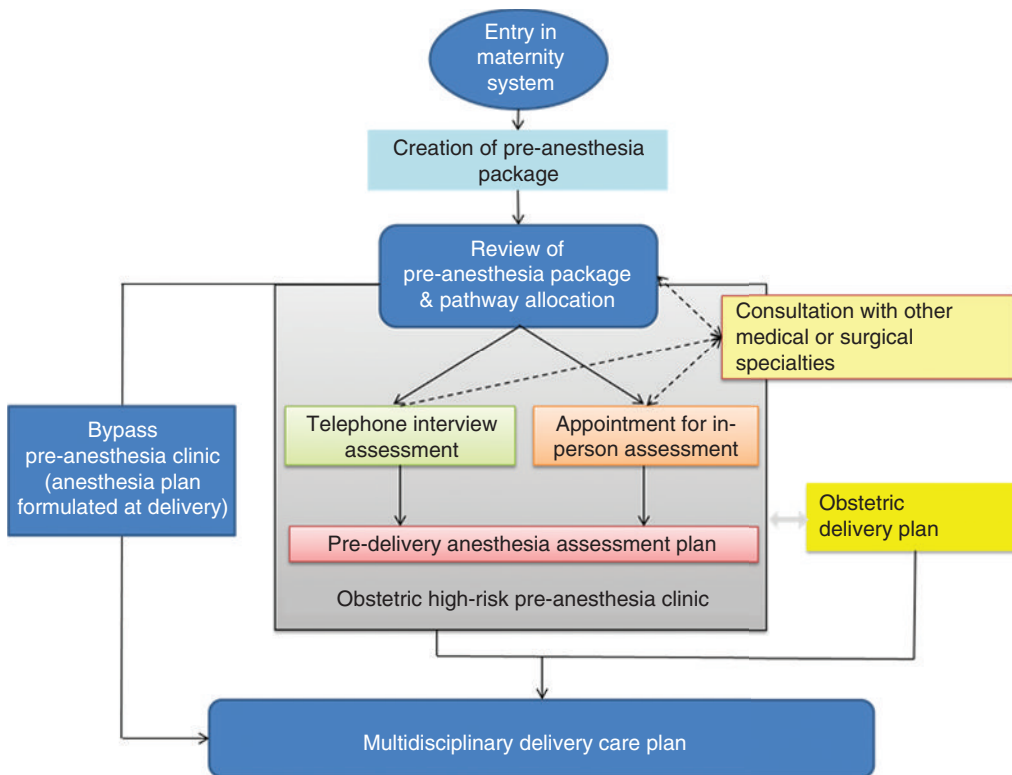 Entry in
maternity
system
Creation of pre-anesthesia
package
Review of
pre-anesthesia package
& pathway allocation
Consultation with other
medical or surgical
specialties
Telephone interview
assessment
Appointment for in-
person assessment
Bypass
pre-anesthesia clinic
(anesthesia plan
formulated at delivery)
Obstetric
delivery plan
Pre-delivery anesthesia assessment plan
Obstetric high-risk pre-anesthesia clinic
Multidisciplinary delivery care plan